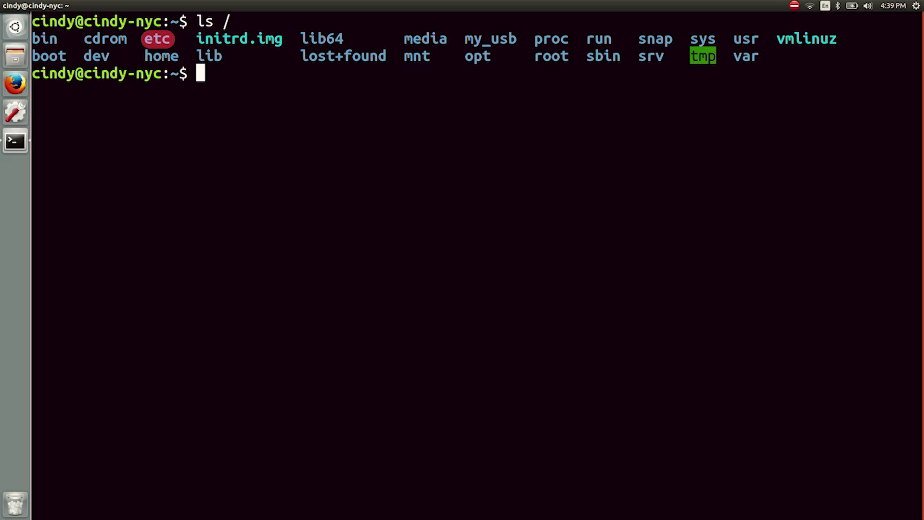 cindy@cindy-nyc: ~
En
4:39 PM
cindy@cindy-nyc:~$ ls /
bin cdrom etc initrd.img lib64 media my_usb proc run snap sys usr vmlinuz
boot dev home lib lost+found mnt opt root sbin srv tmp var
cindy@cindy-nyc:~$